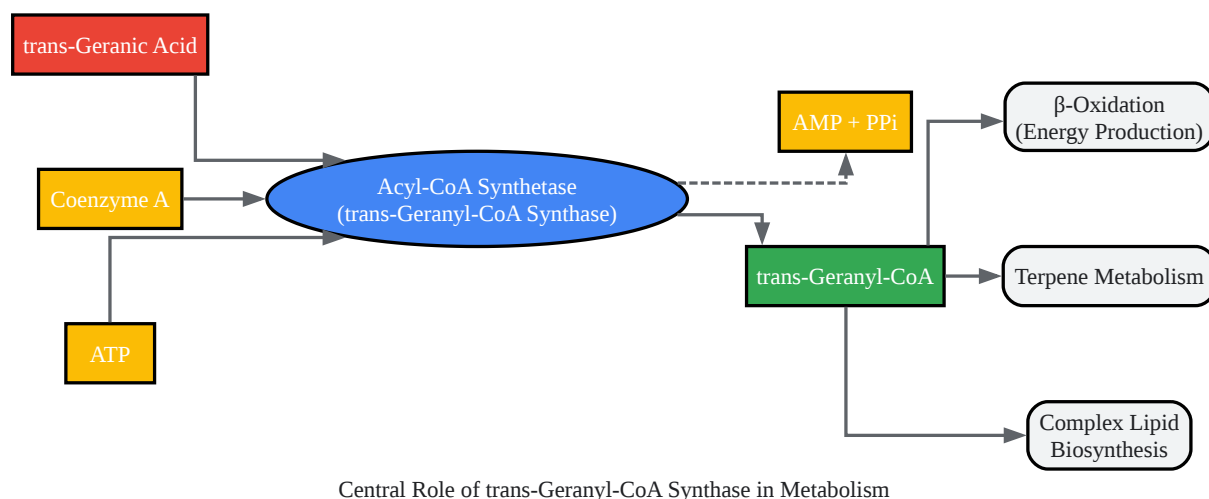 trans-Geranic Acid
Coenzyme A
ATP
Acyl-CoA Synthetase
(trans-Geranyl-CoA Synthase)
AMP + PPi
trans-Geranyl-CoA
β-Oxidation
(Energy Production)
Terpene Metabolism
Complex Lipid
Biosynthesis
Central Role of trans-Geranyl-CoA Synthase in Metabolism